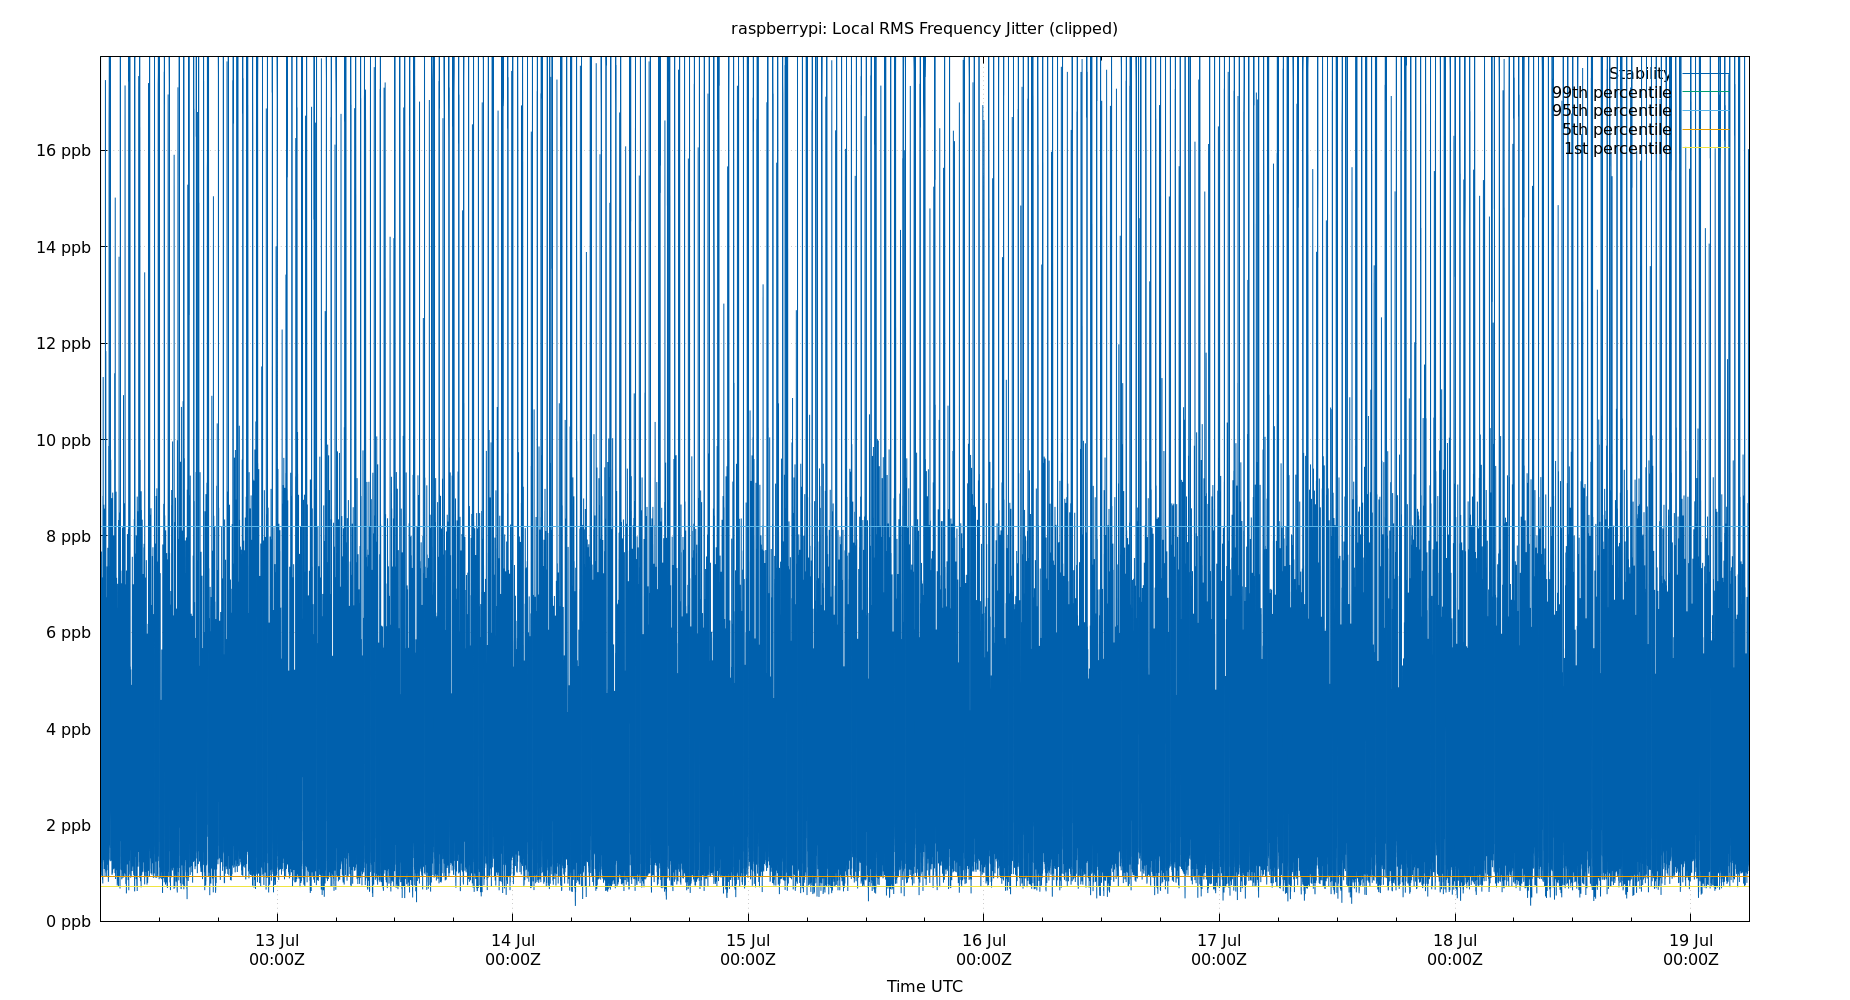 raspberrypi: Local RMS Frequency Jitter (clipped)
Stability
99th percentile
95th percentile
5th percentile
1st percentile
16 ppb
14 ppb
12 ppb
10 ppb
8 ppb
6 ppb
4 ppb
2 ppb
0 ppb
13 Jul 14 Jul 15 Jul 16 Jul 17 Jul 18 Jul 19 Jul
00:00Z 00:00Z 00:00Z 00:00Z 00:00Z 00:00Z 00:00Z
Time UTC